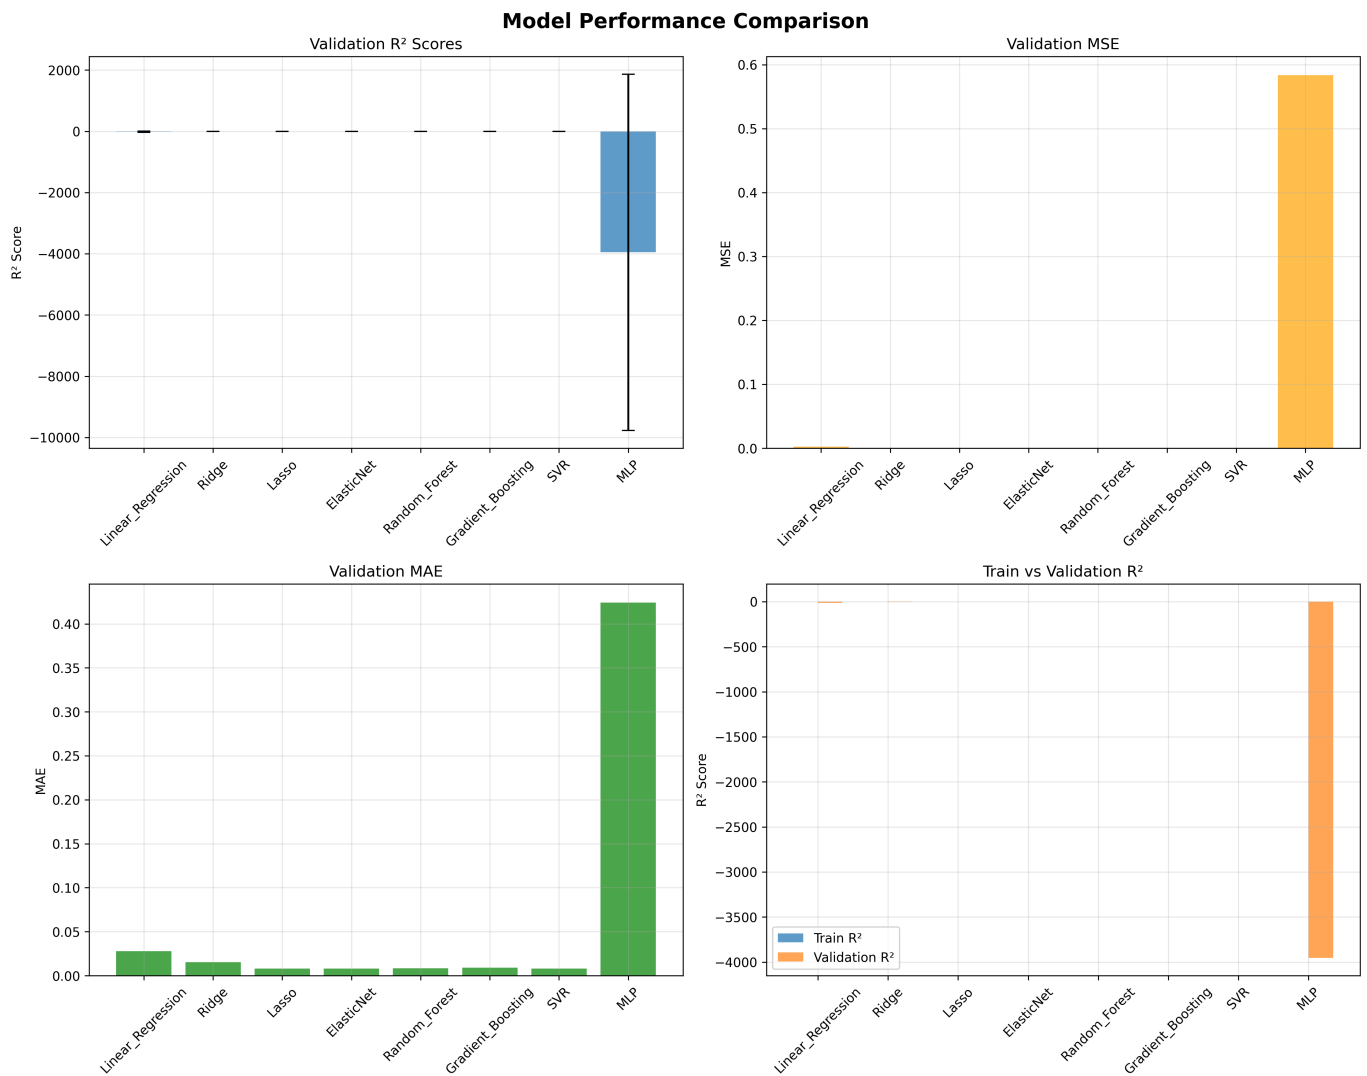 Model Performance Comparison
Validation R² Scores
R² Score
2000
0
−2000
−4000
−6000
−8000
−10000
Linear_Regression
Ridge
Lasso
ElasticNet
Random_Forest
Gradient_Boosting
SVR
MLP
Validation MSE
MSE
0.6
0.5
0.4
0.3
0.2
0.1
0.0
Linear_Regression
Ridge
Lasso
ElasticNet
Random_Forest
Gradient_Boosting
SVR
MLP
Validation MAE
MAE
0.40
0.35
0.30
0.25
0.20
0.15
0.10
0.05
0.00
Linear_Regression
Ridge
Lasso
ElasticNet
Random_Forest
Gradient_Boosting
SVR
MLP
Train vs Validation R²
R² Score
0
−500
−1000
−1500
−2000
−2500
−3000
−3500
−4000
Train R²
Validation R²
Linear_Regression
Ridge
Lasso
ElasticNet
Random_Forest
Gradient_Boosting
SVR
MLP